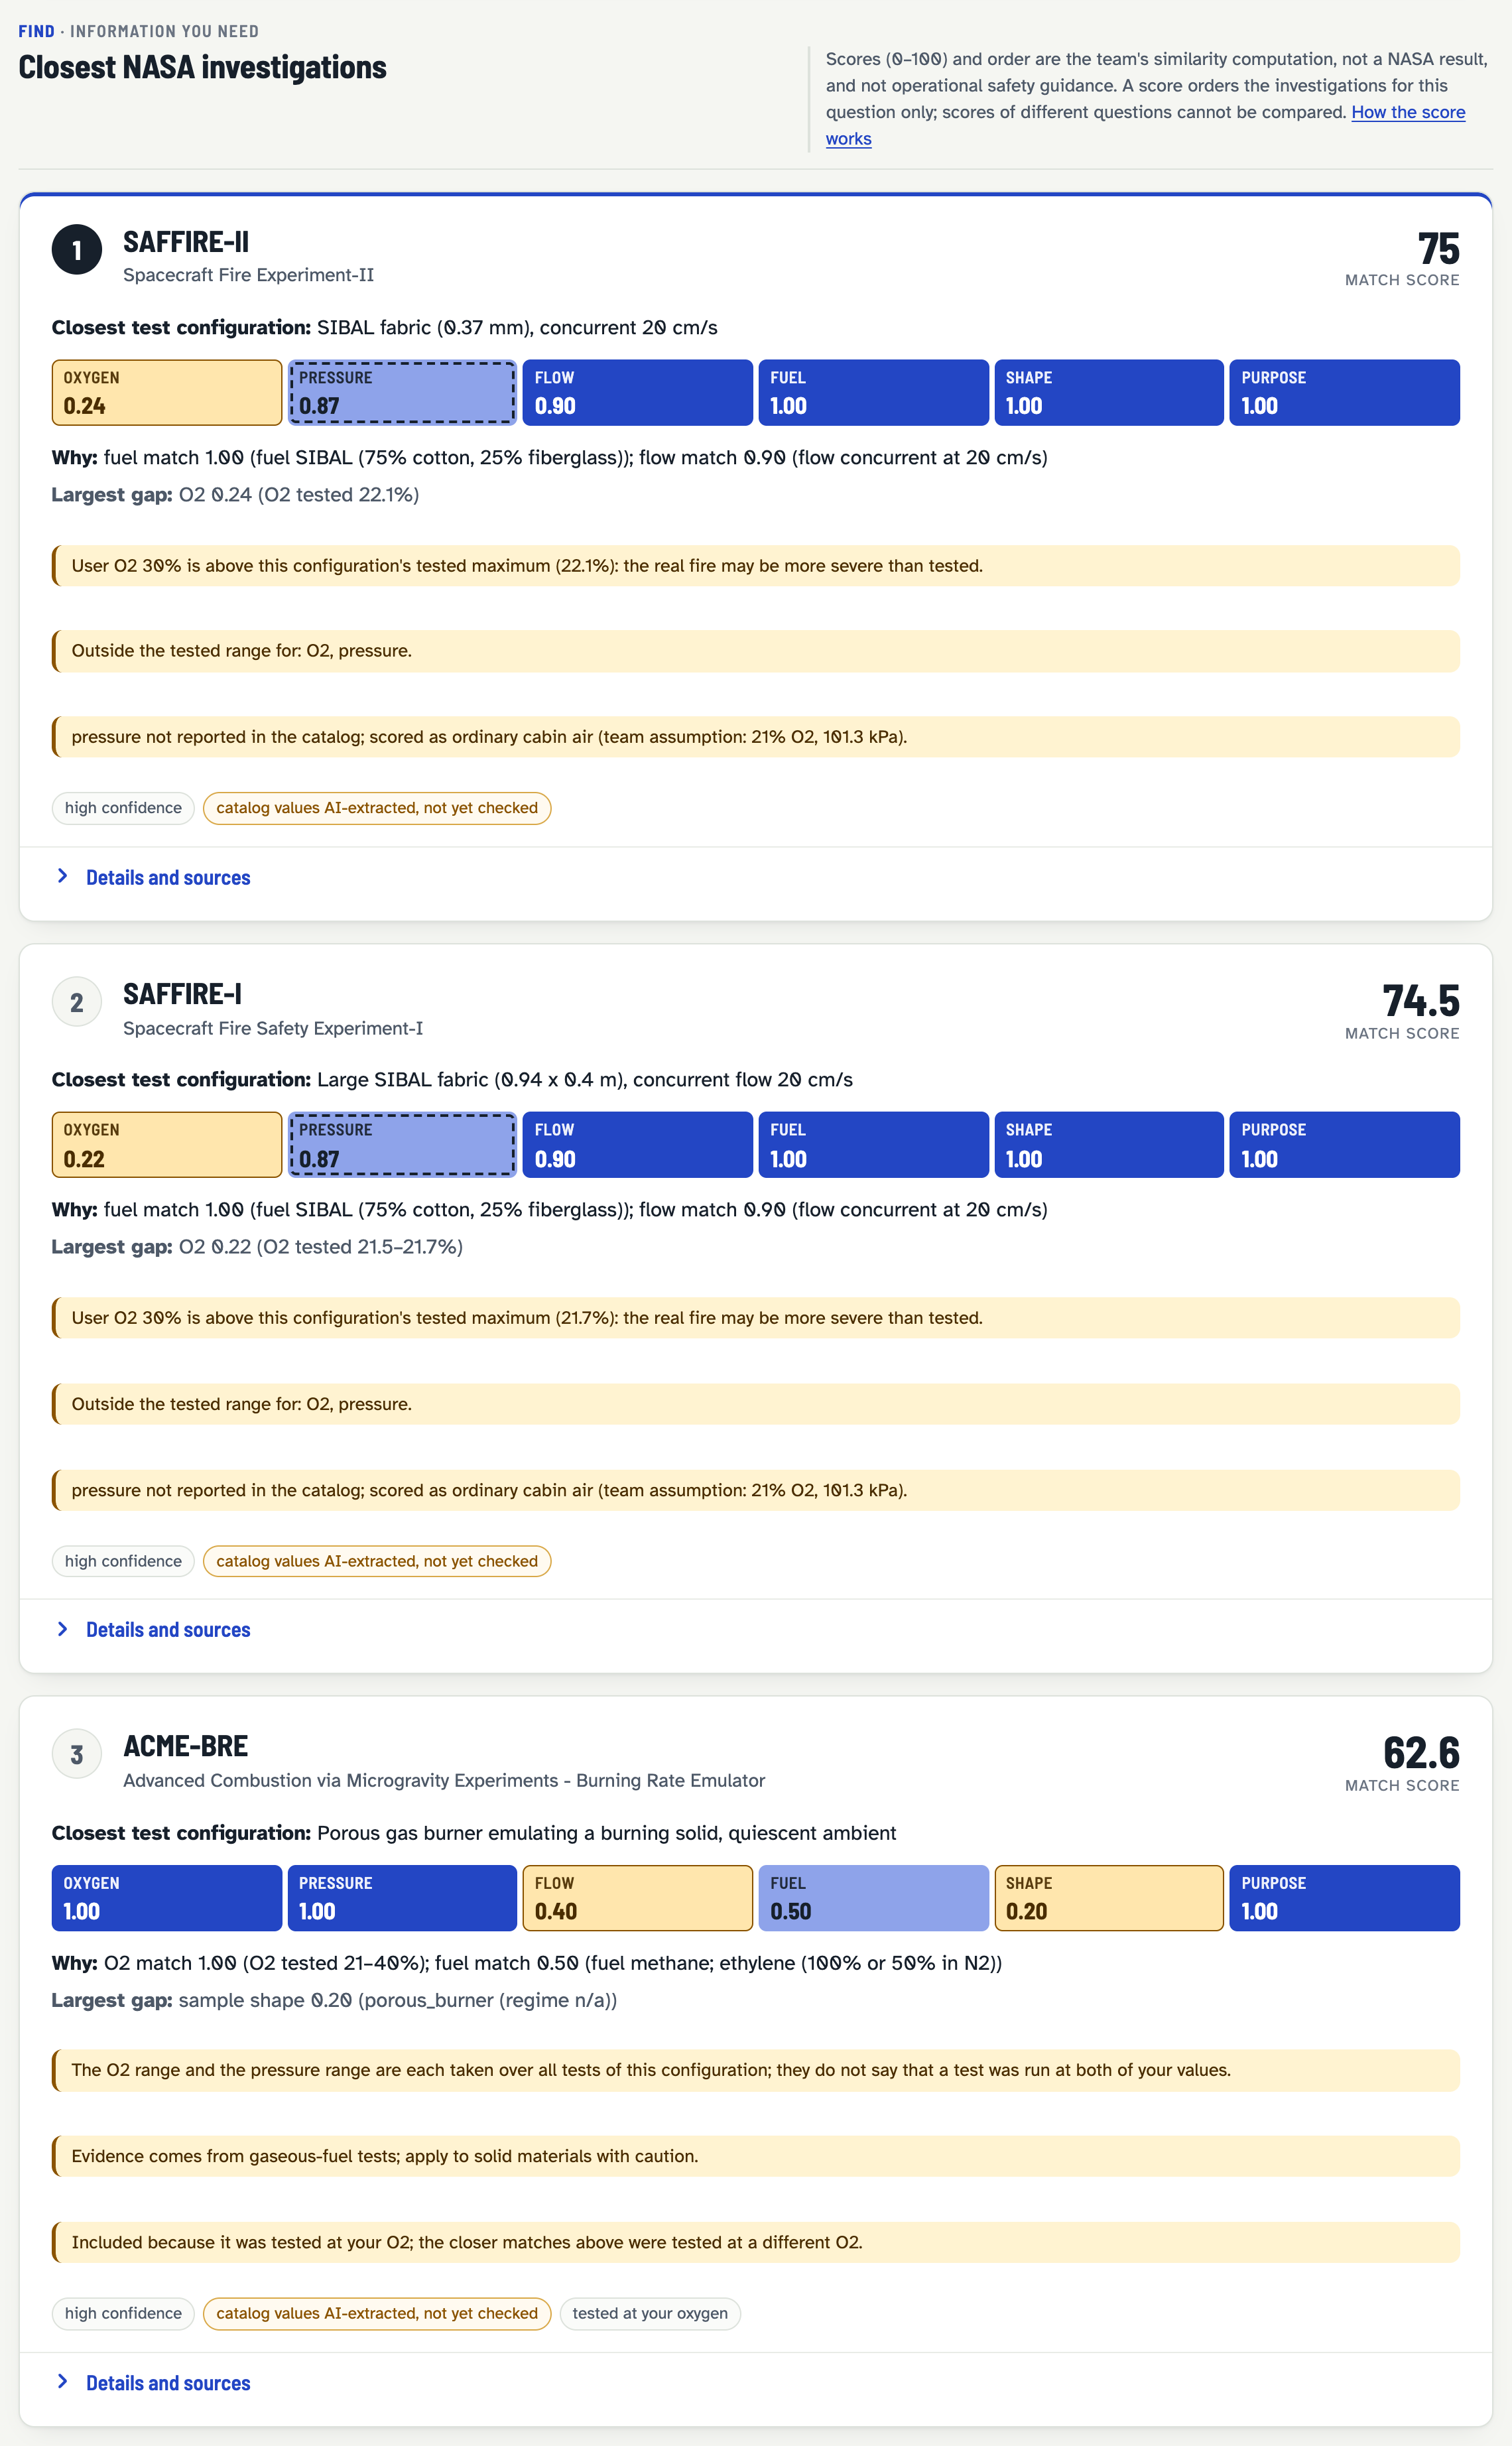 FIND · INFORMATION YOU NEED
Closest NASA investigations
Scores (0–100) and order are the team's similarity computation, not a NASA result,
and not operational safety guidance. A score orders the investigations for this
question only; scores of different questions cannot be compared. How the score
works
1
SAFFIRE-II
Spacecraft Fire Experiment-II
75
MATCH SCORE
Closest test configuration: SIBAL fabric (0.37 mm), concurrent 20 cm/s
OXYGEN PRESSURE FLOW FUEL SHAPE PURPOSE
0.24 0.87 0.90 1.00 1.00 1.00
Why: fuel match 1.00 (fuel SIBAL (75% cotton, 25% fiberglass)); flow match 0.90 (flow concurrent at 20 cm/s)
Largest gap: O2 0.24 (O2 tested 22.1%)
User O2 30% is above this configuration's tested maximum (22.1%): the real fire may be more severe than tested.
Outside the tested range for: O2, pressure.
pressure not reported in the catalog; scored as ordinary cabin air (team assumption: 21% O2, 101.3 kPa).
high confidence catalog values AI-extracted, not yet checked
Details and sources
2
SAFFIRE-I
Spacecraft Fire Safety Experiment-I
74.5
MATCH SCORE
Closest test configuration: Large SIBAL fabric (0.94 x 0.4 m), concurrent flow 20 cm/s
OXYGEN PRESSURE FLOW FUEL SHAPE PURPOSE
0.22 0.87 0.90 1.00 1.00 1.00
Why: fuel match 1.00 (fuel SIBAL (75% cotton, 25% fiberglass)); flow match 0.90 (flow concurrent at 20 cm/s)
Largest gap: O2 0.22 (O2 tested 21.5–21.7%)
User O2 30% is above this configuration's tested maximum (21.7%): the real fire may be more severe than tested.
Outside the tested range for: O2, pressure.
pressure not reported in the catalog; scored as ordinary cabin air (team assumption: 21% O2, 101.3 kPa).
high confidence catalog values AI-extracted, not yet checked
Details and sources
3
ACME-BRE
Advanced Combustion via Microgravity Experiments - Burning Rate Emulator
62.6
MATCH SCORE
Closest test configuration: Porous gas burner emulating a burning solid, quiescent ambient
OXYGEN PRESSURE FLOW FUEL SHAPE PURPOSE
1.00 1.00 0.40 0.50 0.20 1.00
Why: O2 match 1.00 (O2 tested 21–40%); fuel match 0.50 (fuel methane; ethylene (100% or 50% in N2))
Largest gap: sample shape 0.20 (porous_burner (regime n/a))
The O2 range and the pressure range are each taken over all tests of this configuration; they do not say that a test was run at both of your values.
Evidence comes from gaseous-fuel tests; apply to solid materials with caution.
Included because it was tested at your O2; the closer matches above were tested at a different O2.
high confidence catalog values AI-extracted, not yet checked tested at your oxygen
Details and sources